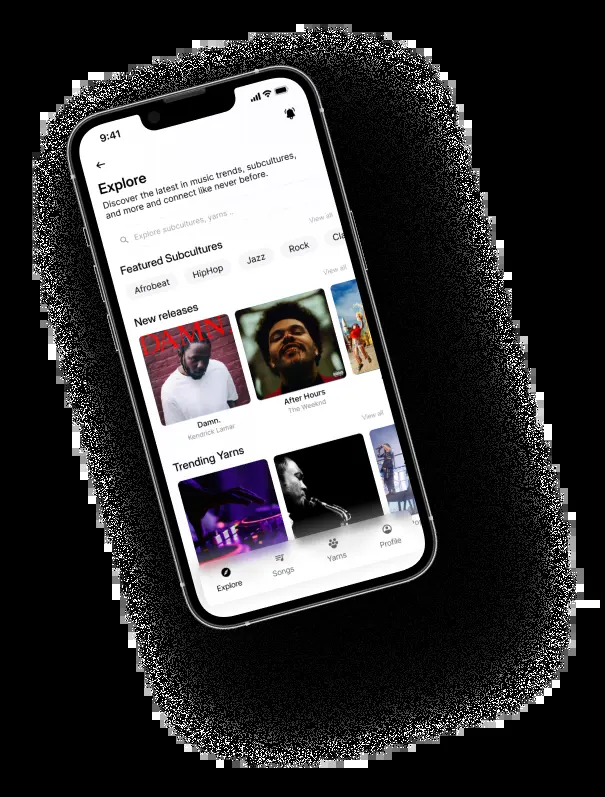 9:41
Explore
Discover the latest in music trends, subcultures,
and more and connect like never before.
Explore subcultures, yarns ..
View all
Featured Subcultures
Afrobeat HipHop Jazz Rock
View all
New releases
DAMN.
Damn.
Kendrick Lamar
After Hours
The Weeknd
View all
Trending Yarns
Explore Songs Yarns Profile